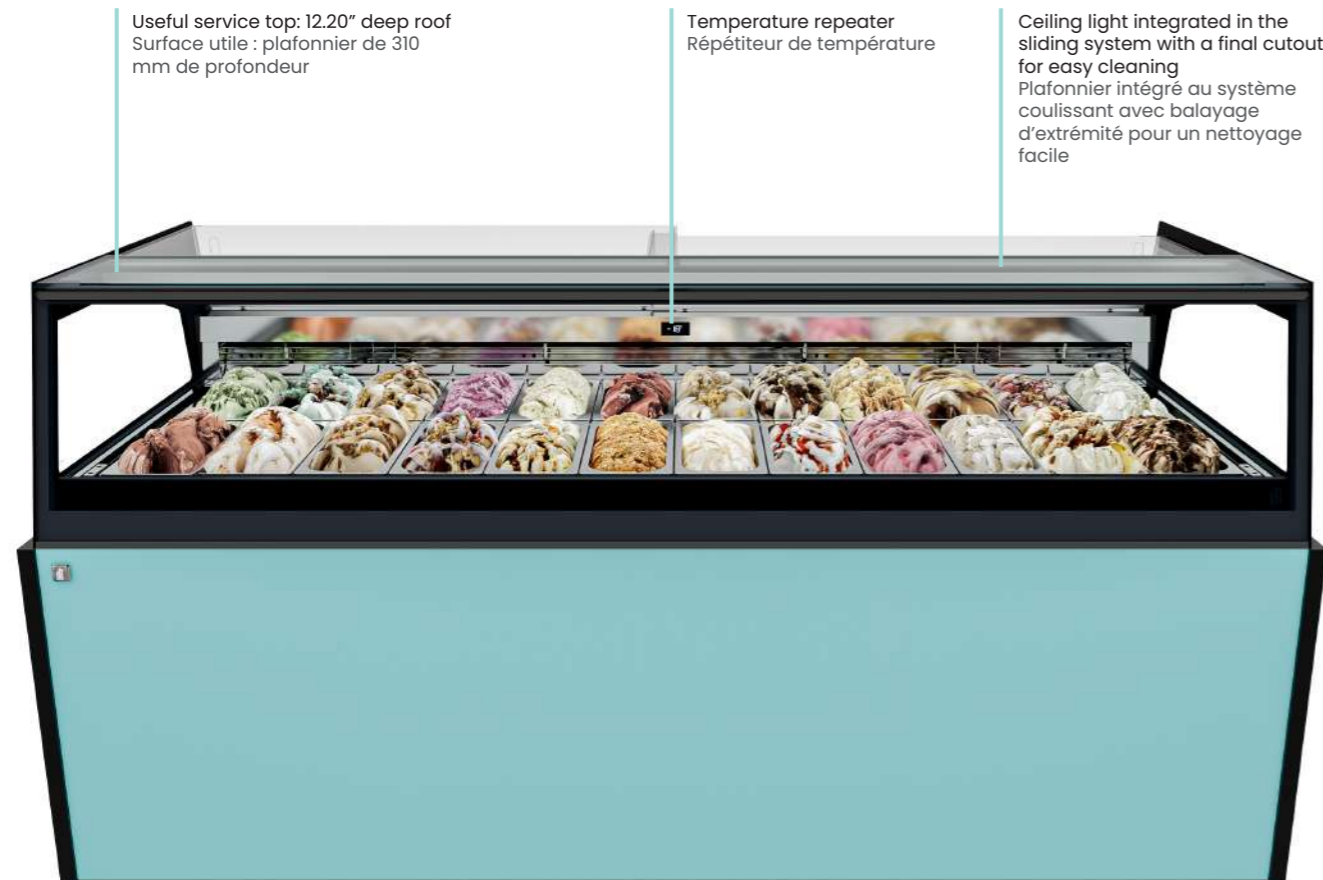 Useful service top: 12.20” deep roof
Surface utile : plafonnier de 310
mm de profondeur
Temperature repeater
Répétiteur de température
Ceiling light integrated in the
sliding system with a final cutout
for easy cleaning
Plafonnier intégré au système
coulissant avec balayage
d’extrémité pour un nettoyage
facile